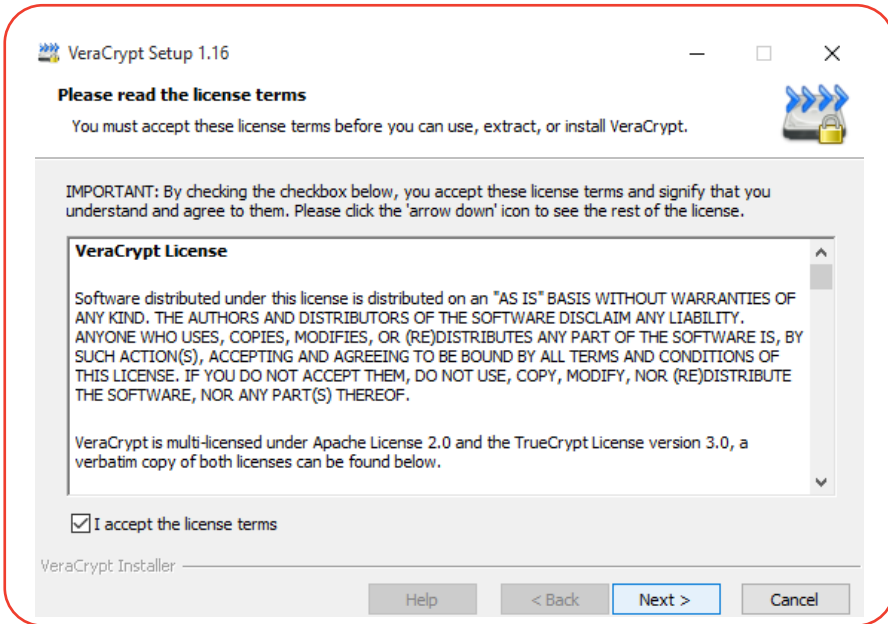 VeraCrypt Setup 1.16
Please read the license terms
You must accept these license terms before you can use, extract, or install VeraCrypt.
IMPORTANT: By checking the checkbox below, you accept these license terms and signify that you
understand and agree to them. Please click the 'arrow down' icon to see the rest of the license.
VeraCrypt License
Software distributed under this license is distributed on an "AS IS" BASIS WITHOUT WARRANTIES OF
ANY KIND. THE AUTHORS AND DISTRIBUTORS OF THE SOFTWARE DISCLAIM ANY LIABILITY.
ANYONE WHO USES, COPIES, MODIFIES, OR (RE)DISTRIBUTES ANY PART OF THE SOFTWARE IS, BY
SUCH ACTION(S), ACCEPTING AND AGREEING TO BE BOUND BY ALL TERMS AND CONDITIONS OF
THIS LICENSE. IF YOU DO NOT ACCEPT THEM, DO NOT USE, COPY, MODIFY, NOR (RE)DISTRIBUTE
THE SOFTWARE, NOR ANY PART(S) THEREOF.
VeraCrypt is multi-licensed under Apache License 2.0 and the TrueCrypt License version 3.0, a
verbatim copy of both licenses can be found below.
I accept the license terms
VeraCrypt Installer
Help < Back Next > Cancel